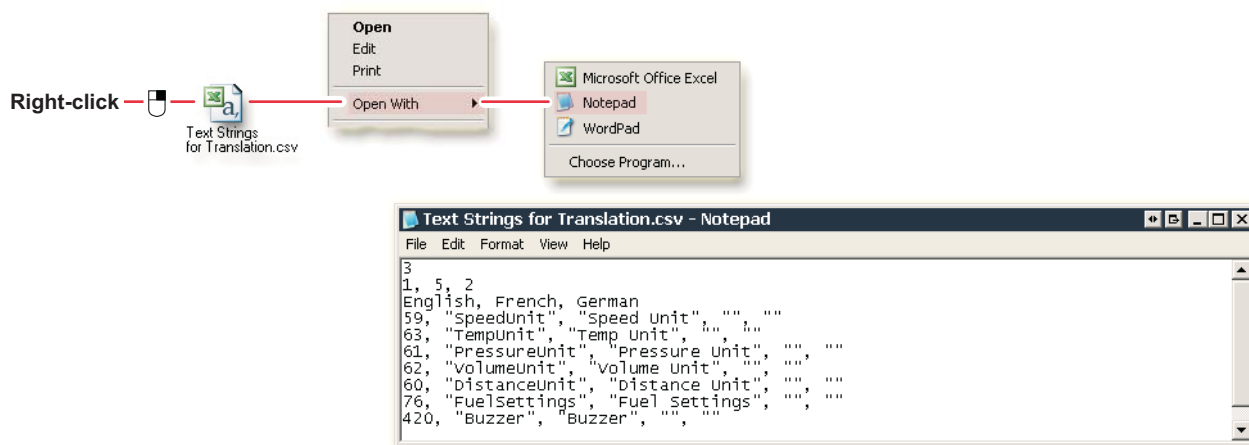 Right-click
Text Strings
for Translation.csv
Open
Edit
Print
Open With
Microsoft Office Excel
Notepad
WordPad
Choose Program...
Text Strings for Translation.csv - Notepad
File Edit Format View Help
3
1, 5, 2
English, French, German
59, "SpeedUnit", "Speed Unit", "", ""
63, "TempUnit", "Temp Unit", "", ""
61, "PressureUnit", "Pressure Unit", "", ""
62, "VolumeUnit", "Volume Unit", "", ""
60, "DistanceUnit", "Distance Unit", "", ""
76, "FuelSettings", "Fuel Settings", "", ""
420, "Buzzer", "Buzzer", "", ""